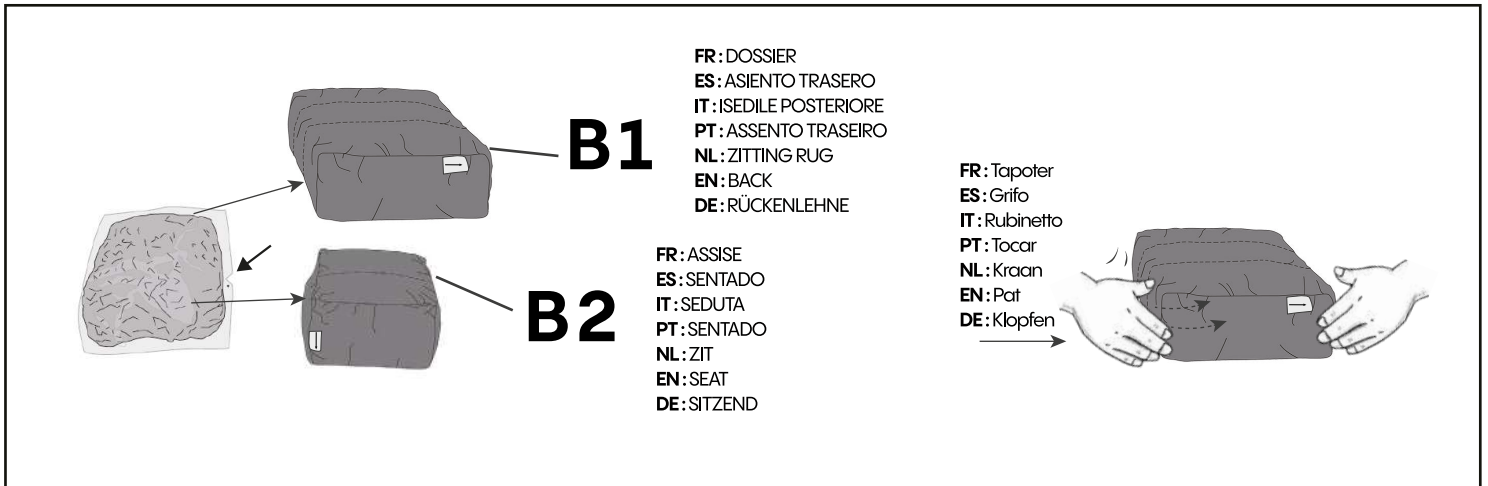 B1
FR: DOSSIER
ES: ASIENTO TRASERO
IT: ISEDILE POSTERIORE
PT: ASSENTO TRASEIRO
NL: ZITTING RUG
EN: BACK
DE: RÜCKENLEHNE
B2
FR: ASSISE
ES: SENTADO
IT: SEDUTA
PT: SENTADO
NL: ZIT
EN: SEAT
DE: SITZEND
FR: Tapoter
ES: Grifo
IT: Rubinetto
PT: Tocar
NL: Kraan
EN: Pat
DE: Klopfen